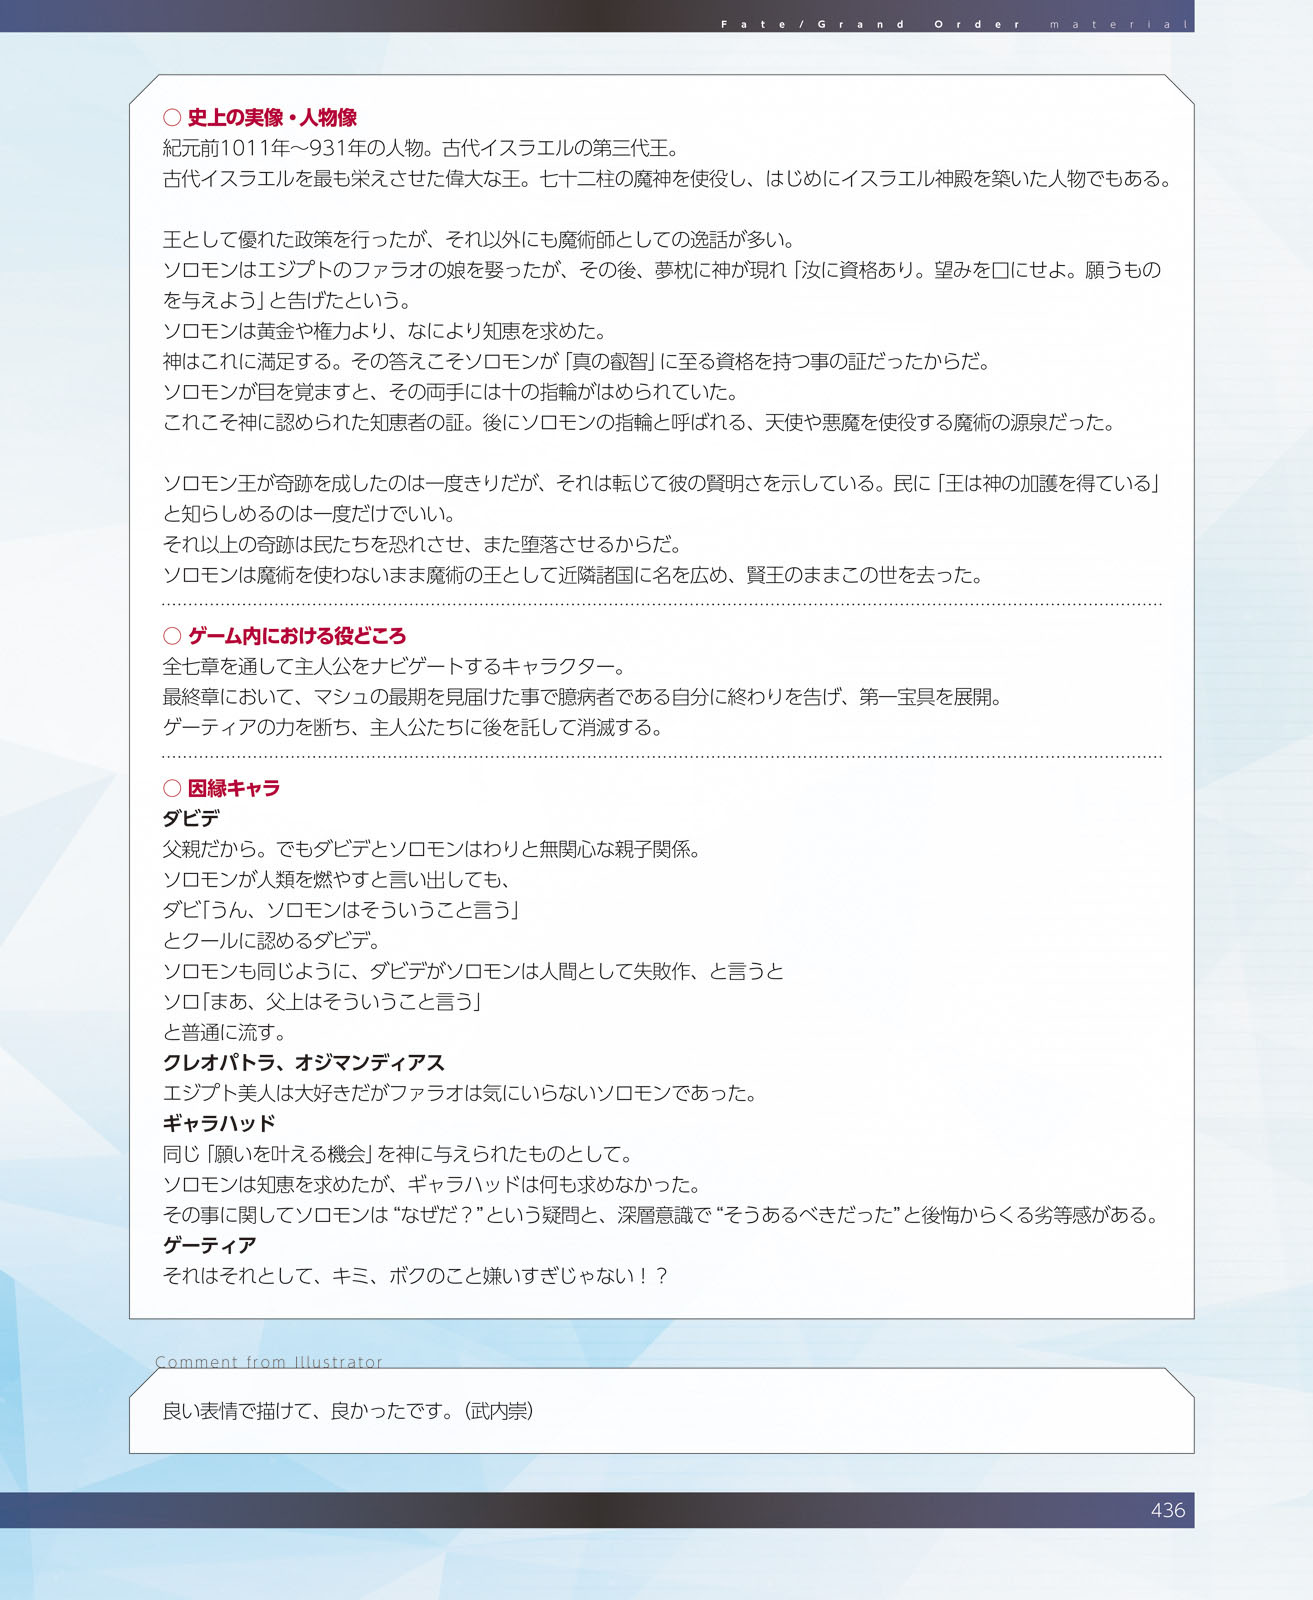 Fate/Grand Order material
○ 史上の実像・人物像
紀元前1011年～931年の人物。古代イスラエルの第三代王。
古代イスラエルを最も栄えさせた偉大な王。七十二柱の魔神を使役し、はじめにイスラエル神殿を築いた人物でもある。
王として優れた政策を行ったが、それ以外にも魔術師としての逸話が多い。
ソロモンはエジプトのファラオの娘を娶ったが、その後、夢枕に神が現れ「汝に資格あり。望みを口にせよ。願うもの
を与えよう」と告げたという。
ソロモンは黄金や権力より、なにより知恵を求めた。
神はこれに満足する。その答えこそソロモンが「真の叡智」に至る資格を持つ事の証だったからだ。
ソロモンが目を覚ますと、その両手には十の指輪がはめられていた。
これこそ神に認められた知恵者の証。後にソロモンの指輪と呼ばれる、天使や悪魔を使役する魔術の源泉だった。
ソロモン王が奇跡を成したのは一度きりだが、それは転じて彼の賢明さを示している。民に「王は神の加護を得ている」
と知らしめるのは一度だけでいい。
それ以上の奇跡は民たちを恐れさせ、また堕落させるからだ。
ソロモンは魔術を使わないまま魔術の王として近隣諸国に名を広め、賢王のままこの世を去った。
○ ゲーム内における役どころ
全七章を通して主人公をナビゲートするキャラクター。
最終章において、マシュの最期を見届けた事で臆病者である自分に終わりを告げ、第一宝具を展開。
ゲーティアの力を断ち、主人公たちに後を託して消滅する。
○ 因縁キャラ
ダビデ
父親だから。でもダビデとソロモンはわりと無関心な親子関係。
ソロモンが人類を燃やすと言い出しても、
ダビ「うん、ソロモンはそういうこと言う」
とクールに認めるダビデ。
ソロモンも同じように、ダビデがソロモンは人間として失敗作、と言うと
ソロ「まあ、父上はそういうこと言う」
と普通に流す。
クレオパトラ、オジマンディアス
エジプト美人は大好きだがファラオは気にいらないソロモンであった。
ギャラハッド
同じ「願いを叶える機会」を神に与えられたものとして。
ソロモンは知恵を求めたが、ギャラハッドは何も求めなかった。
その事に関してソロモンは“なぜだ？”という疑問と、深層意識で“そうあるべきだった”と後悔からくる劣等感がある。
ゲーティア
それはそれとして、キミ、ボクのこと嫌いすぎじゃない！？
Comment from Illustrator
良い表情で描けて、良かったです。（武内崇）
436